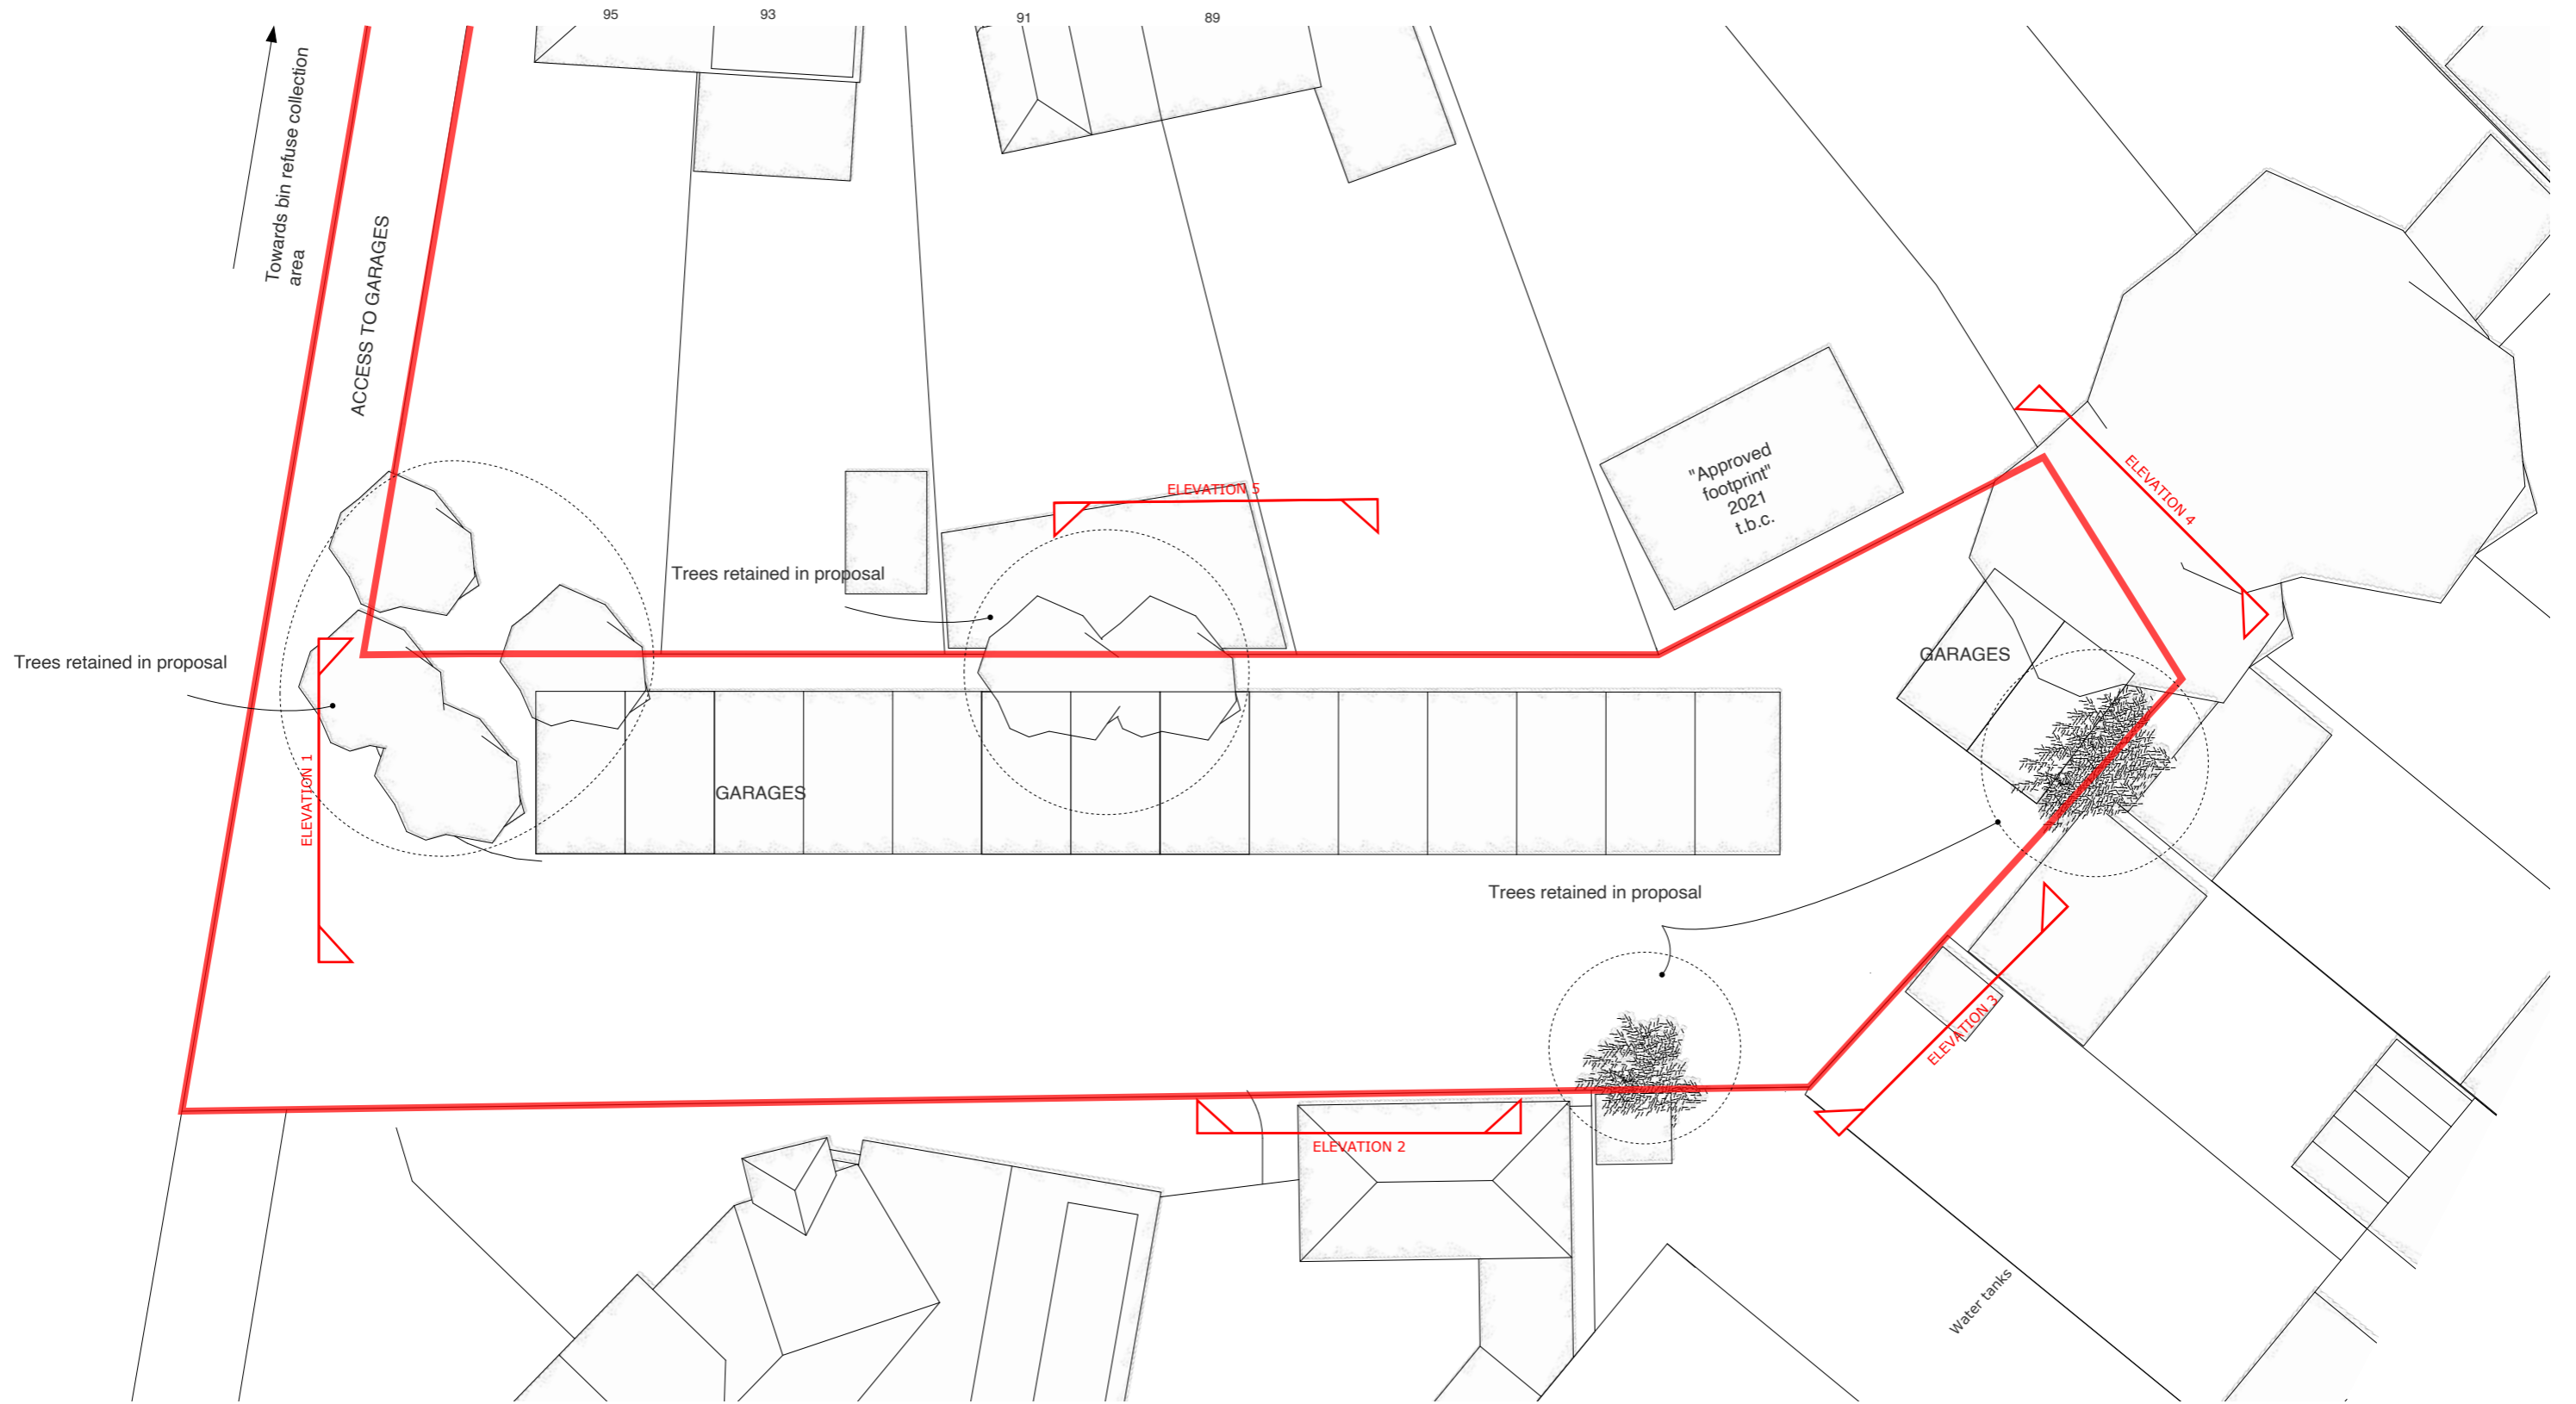 95
93
91
89
Towards bin refuse collection
area
ACCESS TO GARAGES
"Approved
footprint"
2021
t.b.c.
ELEVATION 4
ELEVATION 5
Trees retained in proposal
Trees retained in proposal
GARAGES
ELEVATION 1
GARAGES
Trees retained in proposal
ELEVATION 3
ELEVATION 2
Water tanks